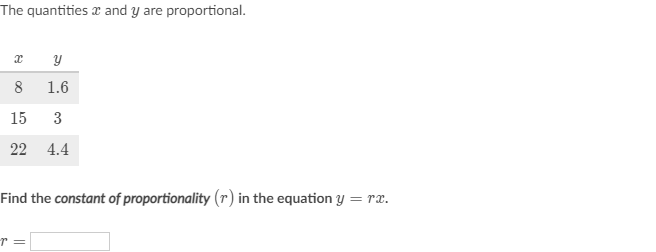 The quantities x and y are proportional.
x y
8 1.6
15 3
22 4.4
Find the constant of proportionality (r) in the equation y = rx.
r =